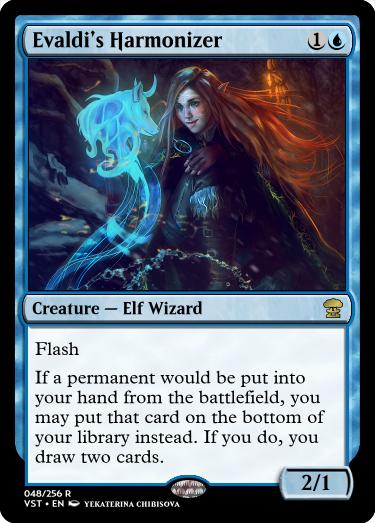 Evaldi's Harmonizer 1
Creature — Elf Wizard
Flash
If a permanent would be put into
your hand from the battlefield, you
may put that card on the bottom of
your library instead. If you do, you
draw two cards.
2/1
048/256 R
VST • EN YEKATERINA CHIBISOVA